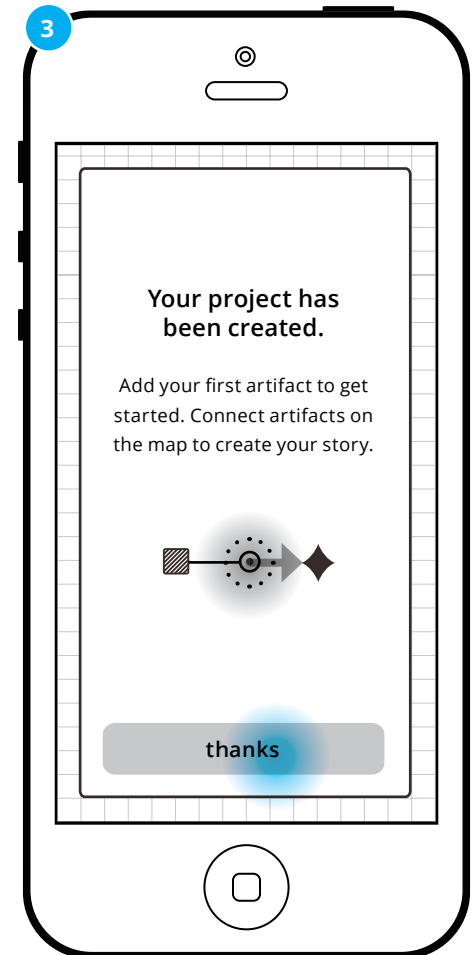 3
Your project has
been created.
Add your first artifact to get
started. Connect artifacts on
the map to create your story.
thanks